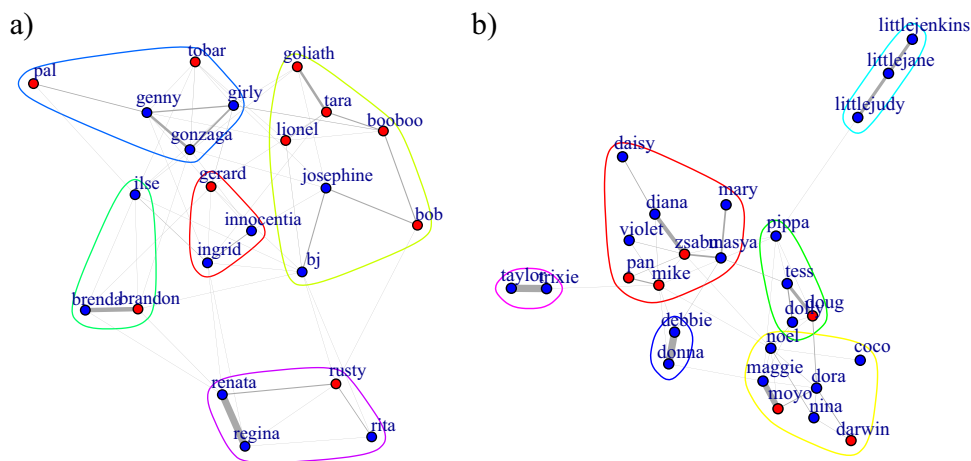 a)
tobar
goliath
pal
genny
girly
tara
booboo
lionel
gonzaga
gerard
josephine
ilse
innocentia
bob
ingrid
bj
brenda
brandon
rusty
renata
regina
rita
b)
littlejenkins
littlejane
littlejudy
daisy
mary
diana
violet
zsabu
masya
pippa
pan
mike
tess
taylor
trixie
doug
dolly
debbie
noel
coco
donna
maggie
dora
moyo
nina
darwin